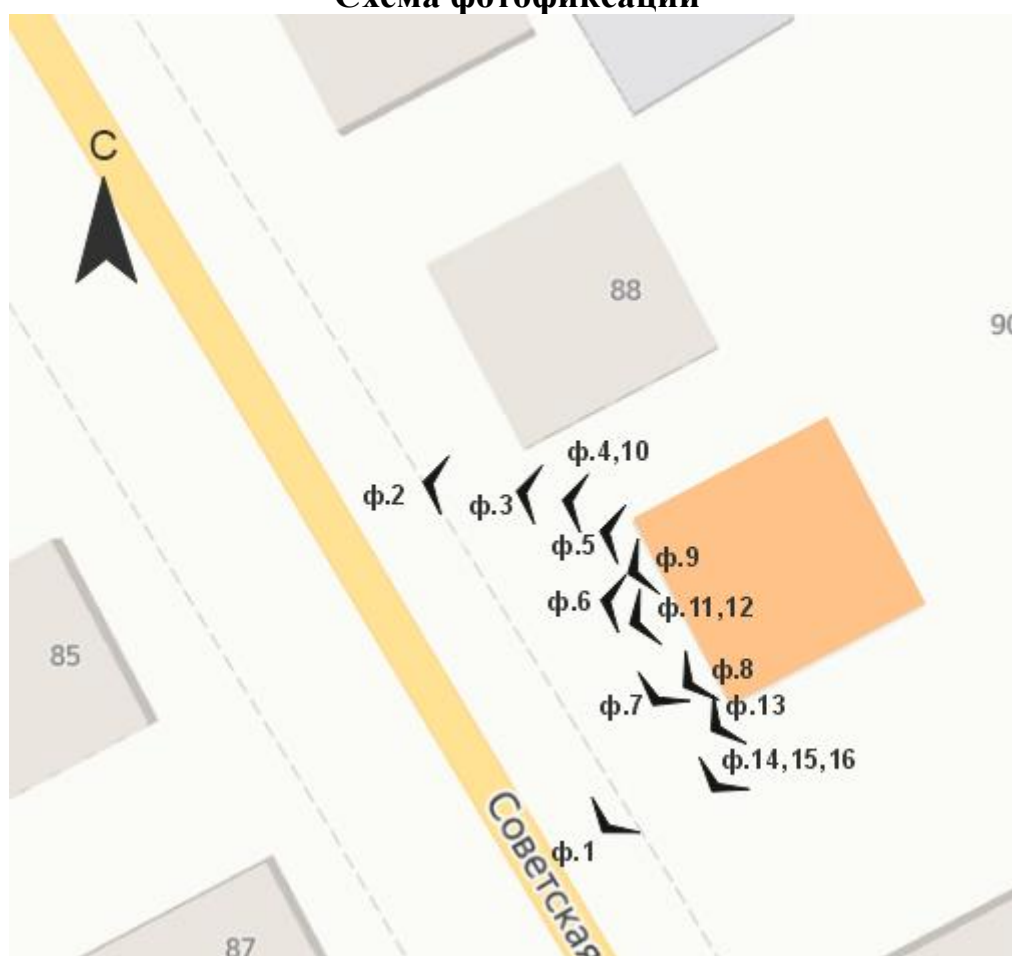 Схема фотофиксации
С
88
90
ф.4,10
ф.2
ф.3
ф.5
ф.9
ф.6
ф.11,12
85
ф.8
ф.7
ф.13
ф.14,15,16
ф.1
Советская
87